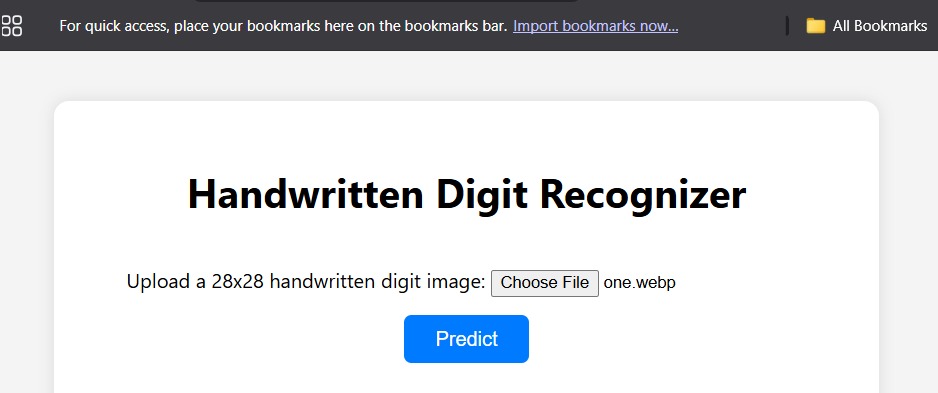 For quick access, place your bookmarks here on the bookmarks bar. Import bookmarks now... All Bookmarks
Handwritten Digit Recognizer
Upload a 28x28 handwritten digit image: Choose File one.webp
Predict